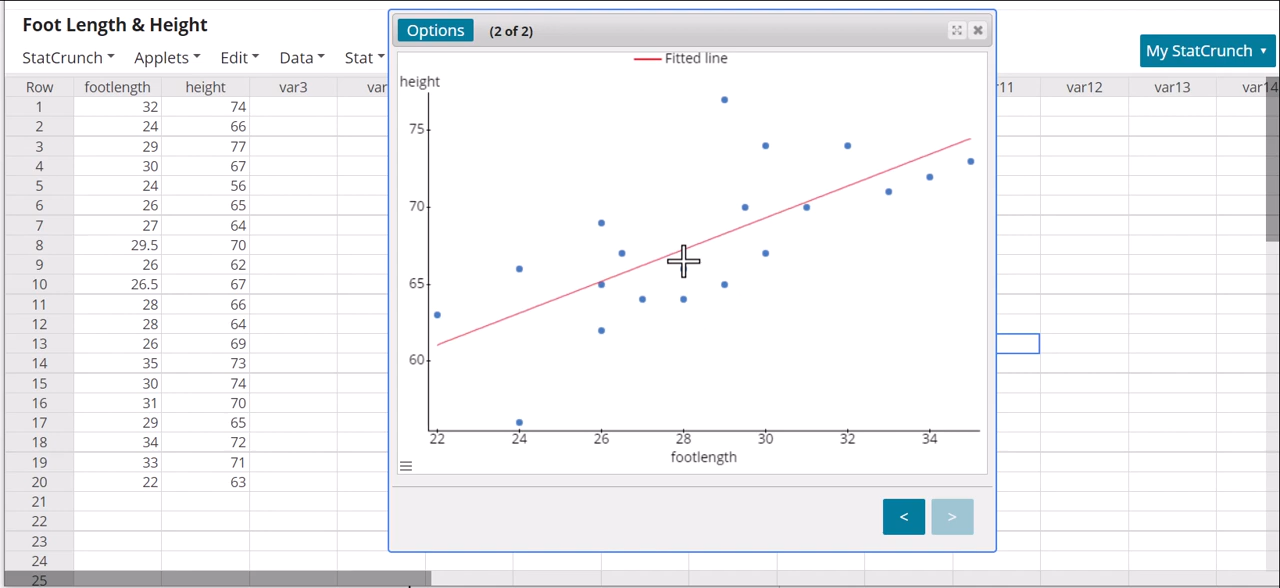 Foot Length & Height
StatCrunch Applets Edit Data Stat
My StatCrunch
Options (2 of 2)
Row footlength height var3 var r11 var12 var13 var14
1 32 74
2 24 66
3 29 77
4 30 67
5 24 56
6 26 65
7 27 64
8 29.5 70
9 26 62
10 26.5 67
11 28 66
12 28 64
13 26 69
14 35 73
15 30 74
16 31 70
17 29 65
18 34 72
19 33 71
20 22 63
21
22
23
24
25
Fitted line
height
75
70
65
60
22 24 26 28 30 32 34
footlength
< >